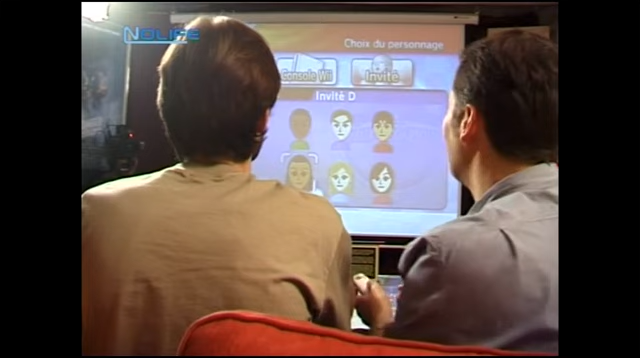 NOLIFE
Choix du personnage
Console Wii
Invité
Invité D